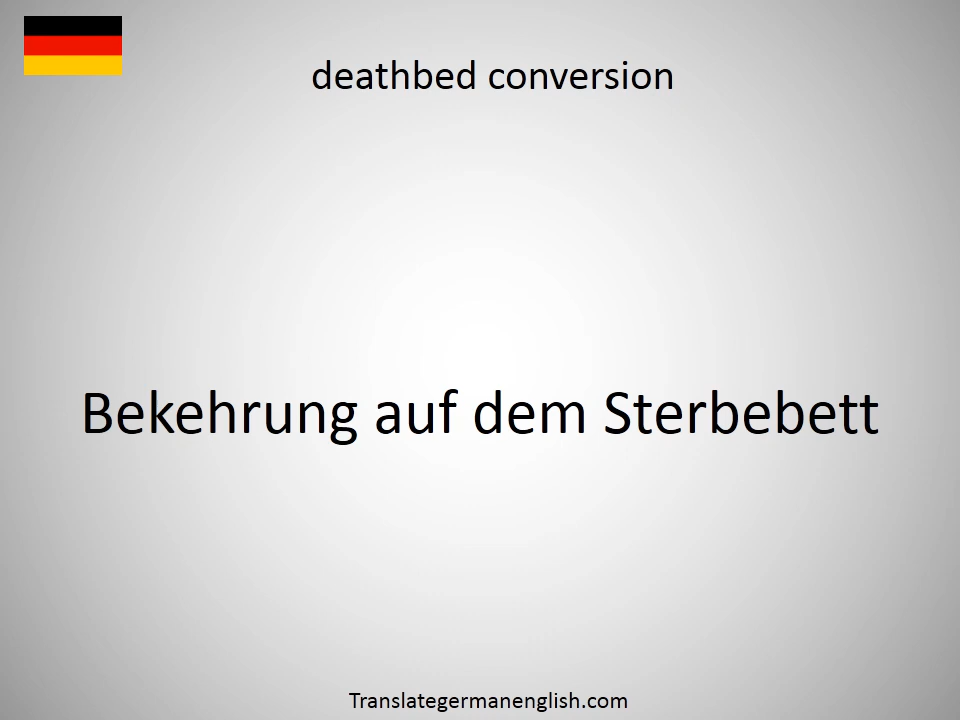 deathbed conversion
Bekehrung auf dem Sterbebett
Translategermanenglish.com